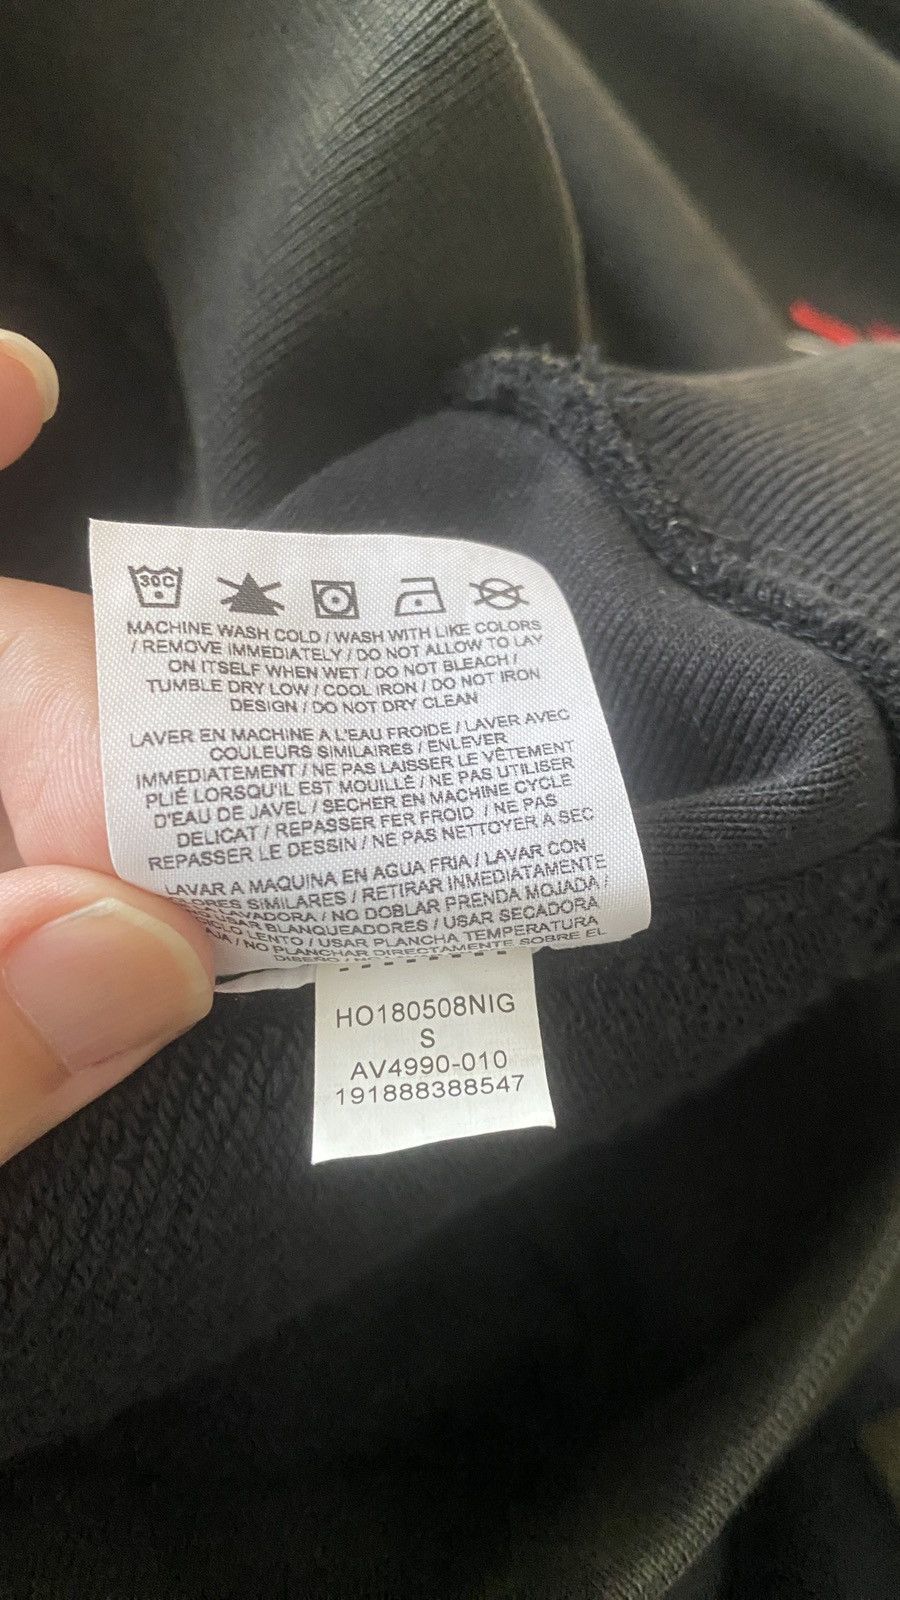 30C
MACHINE WASH COLD / WASH WITH LIKE COLORS
/ REMOVE IMMEDIATELY / DO NOT ALLOW TO LAY
ON ITSELF WHEN WET / DO NOT BLEACH /
TUMBLE DRY LOW / COOL IRON / DO NOT IRON
DESIGN / DO NOT DRY CLEAN
LAVER EN MACHINE A L'EAU FROIDE / LAVER AVEC
COULEURS SIMILAIRES / ENLEVER
IMMEDIATEMENT / NE PAS LAISSER LE VÊTEMENT
PLIÉ LORSQU'IL EST MOUILLÉ / NE PAS UTILISER
D'EAU DE JAVEL / SECHER EN MACHINE CYCLE
DELICAT / REPASSER FER FROID / NE PAS
REPASSER LE DESSIN / NE PAS NETTOYER A SEC
LAVAR A MAQUINA EN AGUA FRIA / LAVAR CON
SIMILARES / RETIRAR INMEDIATAMENTE
LAVADORA / NO DOBLAR PRENDA MOJADA /
USAR BLANQUEADORES / USAR SECADORA
LENTO / USAR PLANCHA TEMPERATURA
/ NO PLANCHAR DIRECTAMENTE SOBRE EL
HO180508NIG
S
AV4990-010
191888388547